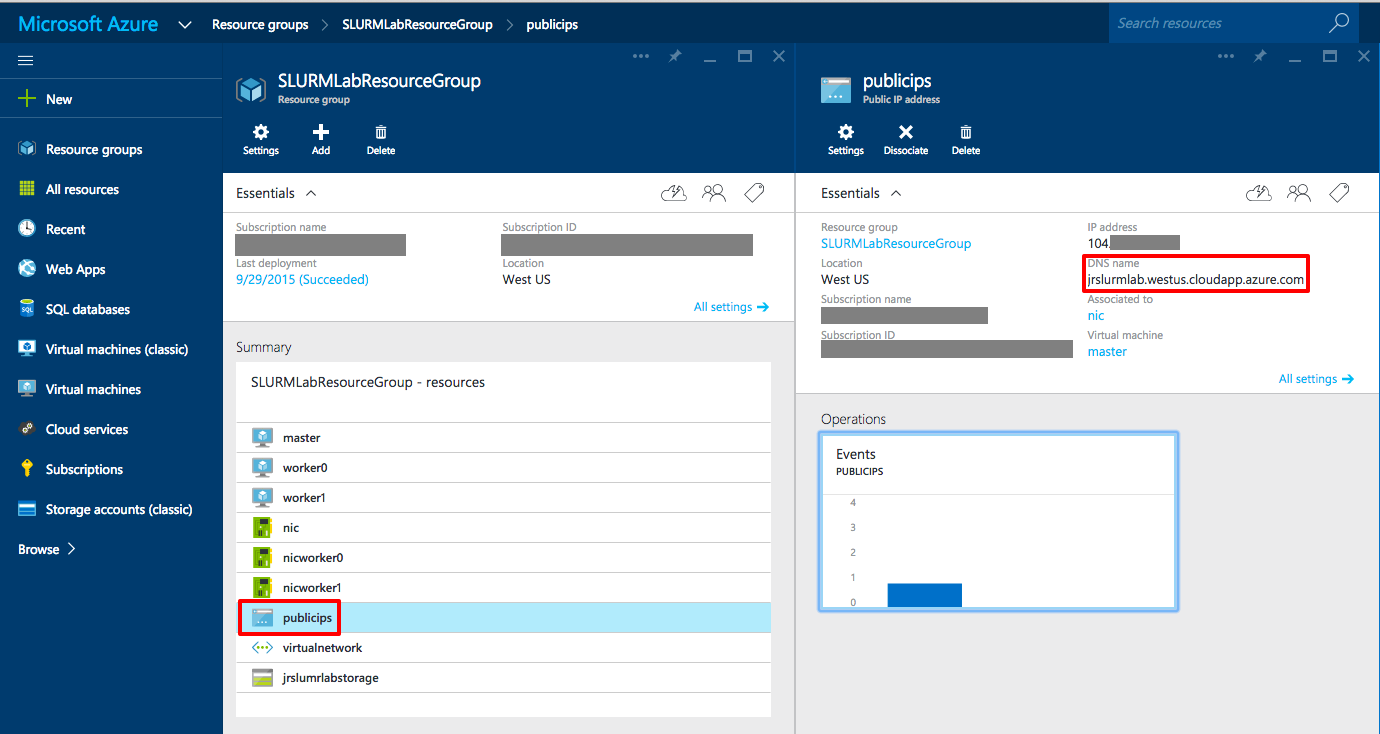 Microsoft Azure
Resource groups > SLURMLabResourceGroup > publicips
Search resources
New
Resource groups
All resources
Recent
Web Apps
SQL databases
Virtual machines (classic)
Virtual machines
Cloud services
Subscriptions
Storage accounts (classic)
Browse >
SLURMLabResourceGroup
Resource group
Settings
Add
Delete
Essentials
Subscription name
Subscription ID
Last deployment
9/29/2015 (Succeeded)
Location
West US
All settings →
Summary
SLURMLabResourceGroup - resources
master
worker0
worker1
nic
nicworker0
nicworker1
publicips
virtualnetwork
jrslumrlabstorage
publicips
Public IP address
Settings
Dissociate
Delete
Essentials
Resource group
SLURMLabResourceGroup
Location
West US
Subscription name
Subscription ID
IP address
104.
DNS name
jrslurmlab.westus.cloudapp.azure.com
Associated to
nic
Virtual machine
master
All settings →
Operations
Events
PUBLICIPS
4
3
2
1
0